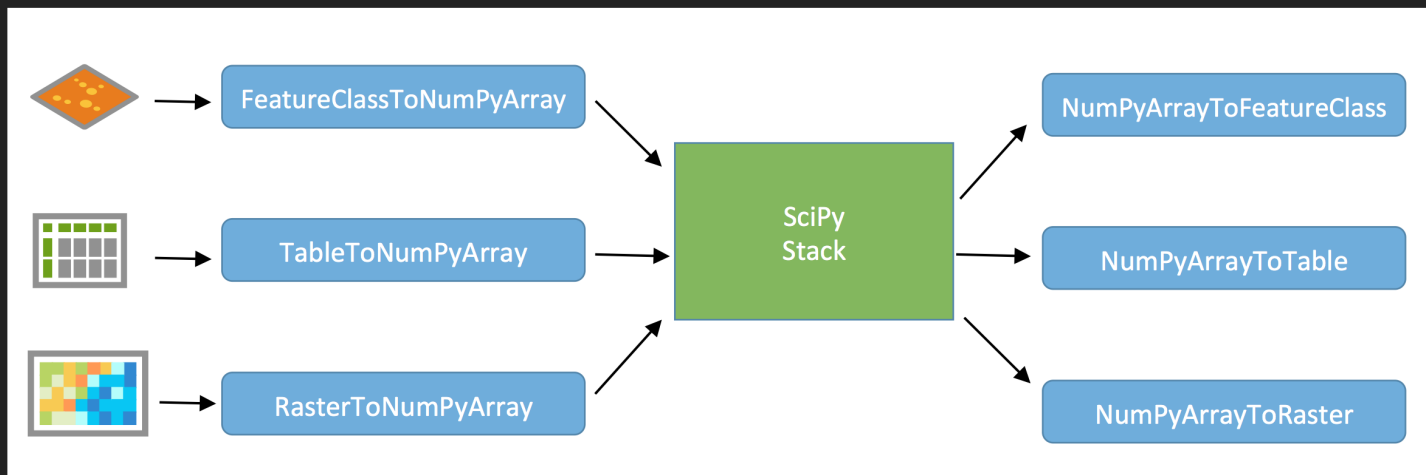 FeatureClassToNumPyArray
TableToNumPyArray
RasterToNumPyArray
SciPy
Stack
NumPyArrayToFeatureClass
NumPyArrayToTable
NumPyArrayToRaster